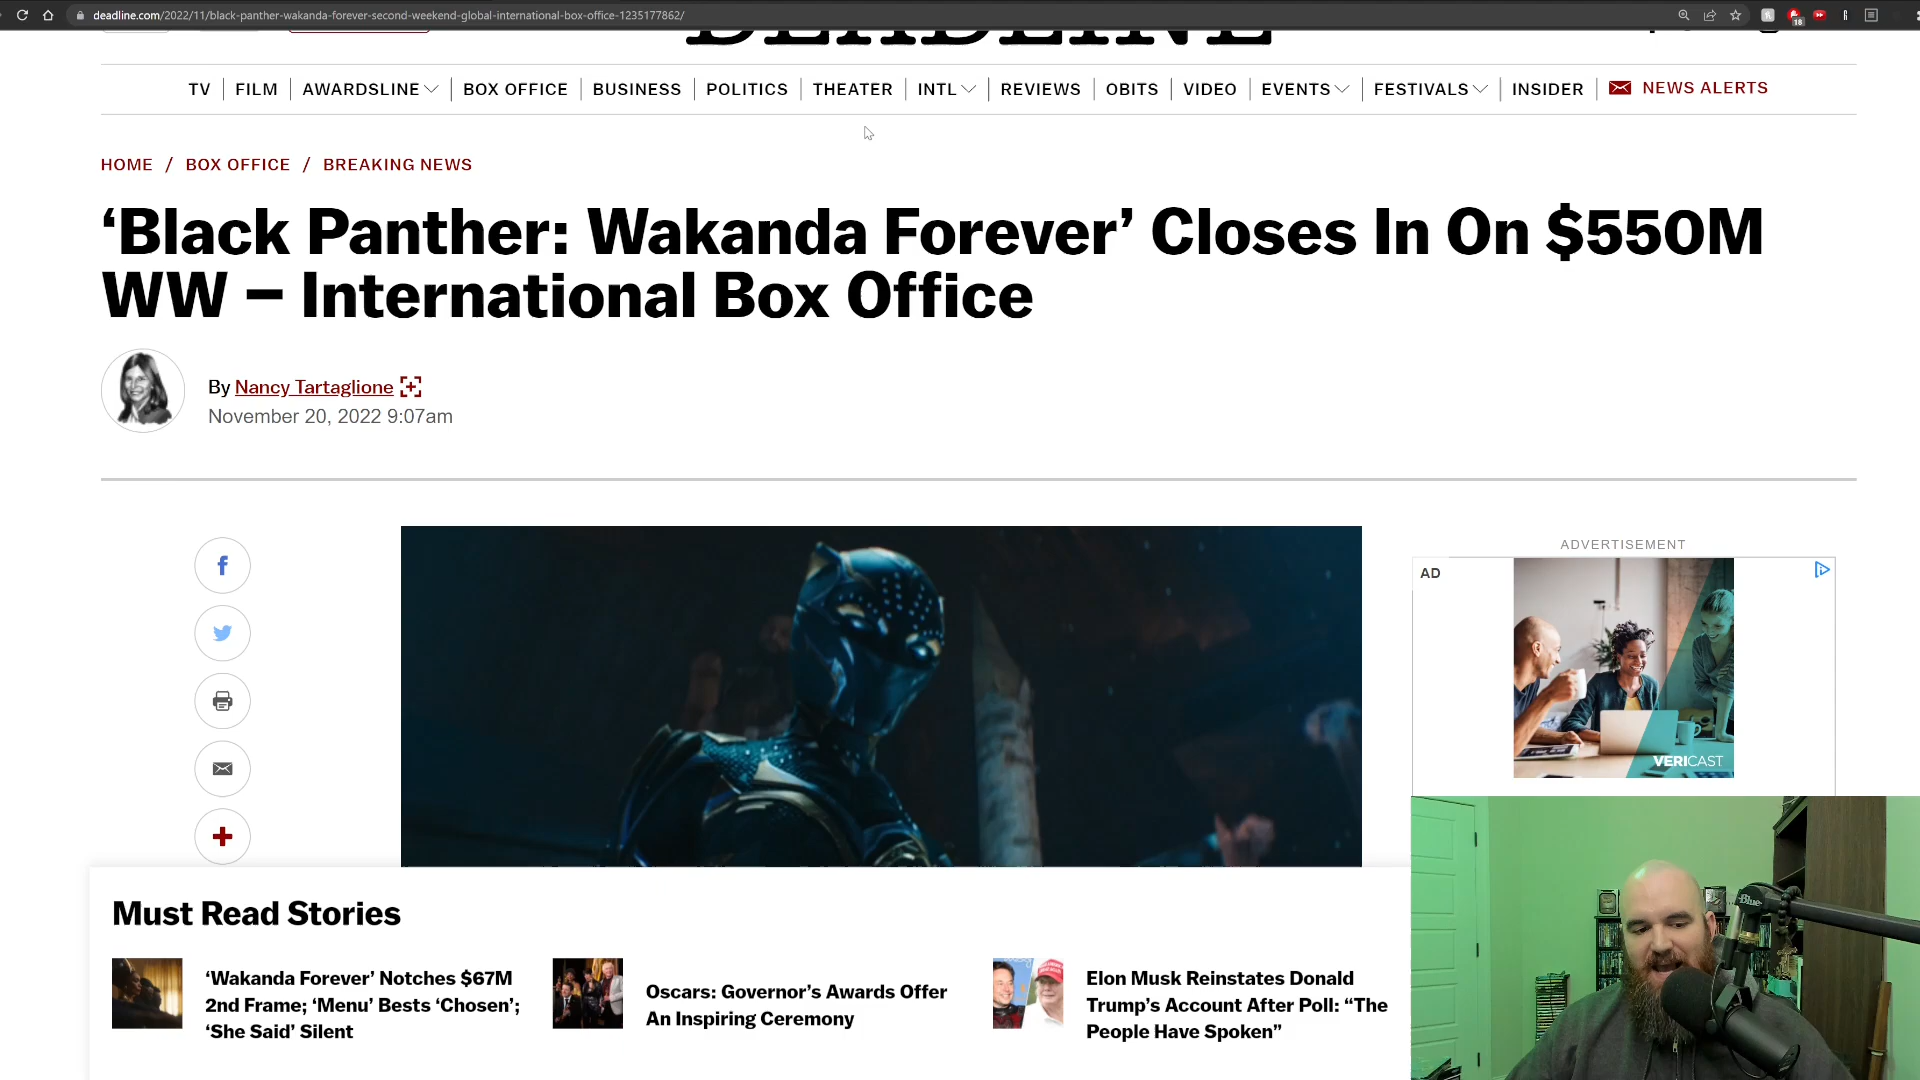 deadline.com/2022/11/black-panther-wakanda-forever-second-weekend-global-international-box-office-1235177862/
18
DEADLINE
TV FILM AWARDSLINE BOX OFFICE BUSINESS POLITICS THEATER INTL REVIEWS OBITS VIDEO EVENTS FESTIVALS INSIDER NEWS ALERTS
HOME / BOX OFFICE / BREAKING NEWS
‘Black Panther: Wakanda Forever’ Closes In On $550M
WW – International Box Office
By Nancy Tartaglione
November 20, 2022 9:07am
ADVERTISEMENT
AD
VERICAST
Must Read Stories
‘Wakanda Forever’ Notches $67M
2nd Frame; ‘Menu’ Bests ‘Chosen’;
‘She Said’ Silent
Oscars: Governor’s Awards Offer
An Inspiring Ceremony
Elon Musk Reinstates Donald
Trump’s Account After Poll: “The
People Have Spoken”
Blue